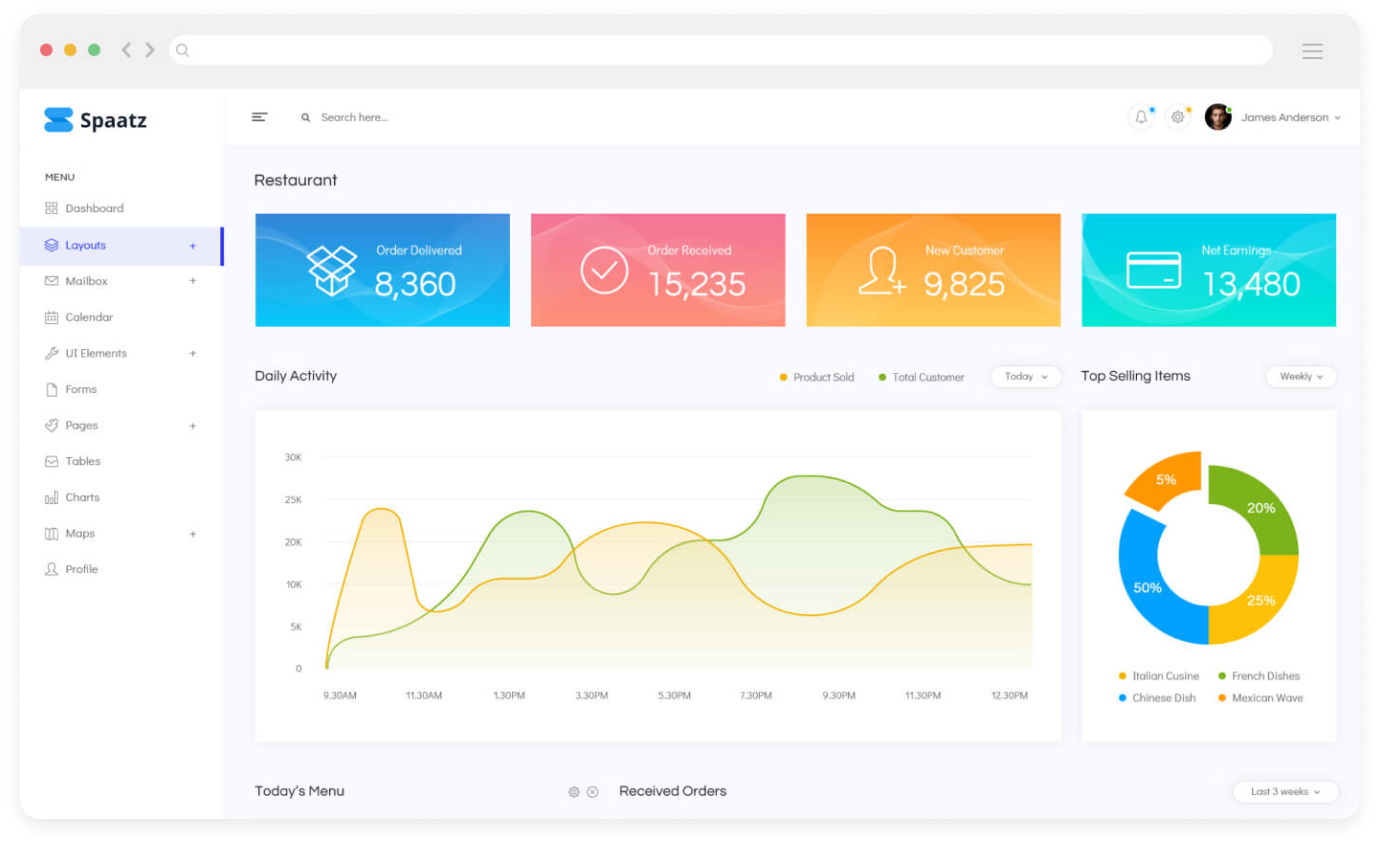 Spaatz
Search here...
James Anderson
MENU
Dashboard
Layouts +
Mailbox +
Calendar
UI Elements +
Forms
Pages +
Tables
Charts
Maps +
Profile
Restaurant
Order Delivered
8,360
Order Received
15,235
New Customer
9,825
Net Earnings
13,480
Daily Activity
Product Sold
Total Customer
Today
30K
25K
20K
10K
5K
0
9.30AM 11.30AM 1.30PM 3.30PM 5.30PM 7.30PM 9.30PM 11.30PM 12.30PM
Top Selling Items
Weekly
5%
20%
50%
25%
Italian Cusine French Dishes
Chinese Dish Mexican Wave
Today's Menu
Received Orders
Last 3 weeks